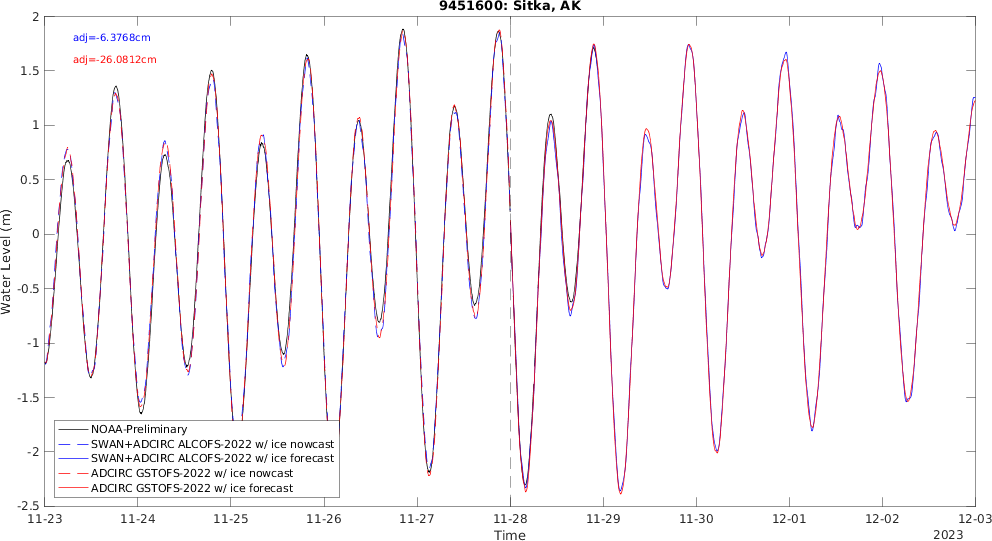 9451600: Sitka, AK
adj=-6.3768cm
adj=-26.0812cm
2
1.5
1
0.5
0
-0.5
-1
-1.5
-2
-2.5
Water Level (m)
NOAA-Preliminary
SWAN+ADCIRC ALCOFS-2022 w/ ice nowcast
SWAN+ADCIRC ALCOFS-2022 w/ ice forecast
ADCIRC GSTOFS-2022 w/ ice nowcast
ADCIRC GSTOFS-2022 w/ ice forecast
11-23 11-24 11-25 11-26 11-27 11-28 11-29 11-30 12-01 12-02 12-03
Time
2023